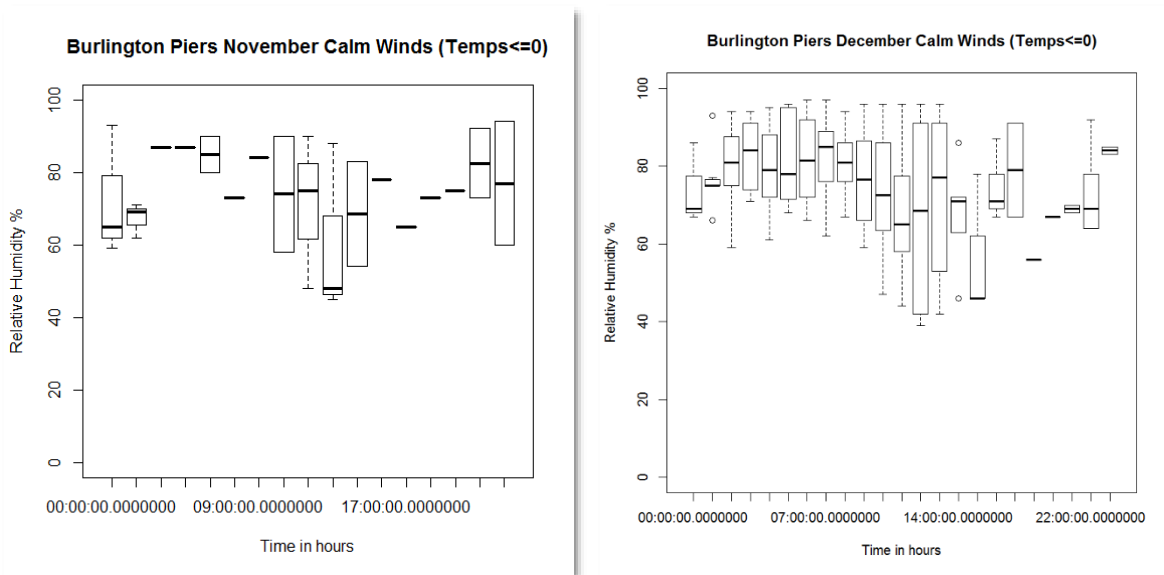 Burlington Piers November Calm Winds (Temps<=0)
Relative Humidity %
100
80
60
40
20
0
00:00:00.0000000 09:00:00.0000000 17:00:00.0000000
Time in hours
Burlington Piers December Calm Winds (Temps<=0)
Relative Humidity %
100
80
60
40
20
0
00:00:00.0000000 07:00:00.0000000 14:00:00.0000000 22:00:00.0000000
Time in hours